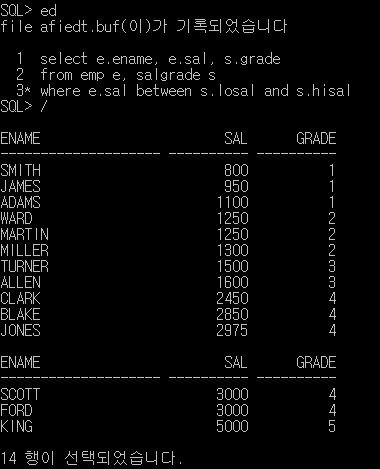 SQL> ed
file afiedt.buf(이)가 기록되었습니다
1 select e.ename, e.sal, s.grade
2 from emp e, salgrade s
3* where e.sal between s.losal and s.hisal
SQL> /
ENAME SAL GRADE
-------------------- ---------- ----------
SMITH 800 1
JAMES 950 1
ADAMS 1100 1
WARD 1250 2
MARTIN 1250 2
MILLER 1300 2
TURNER 1500 3
ALLEN 1600 3
CLARK 2450 4
BLAKE 2850 4
JONES 2975 4
ENAME SAL GRADE
-------------------- ---------- ----------
SCOTT 3000 4
FORD 3000 4
KING 5000 5
14 행이 선택되었습니다.